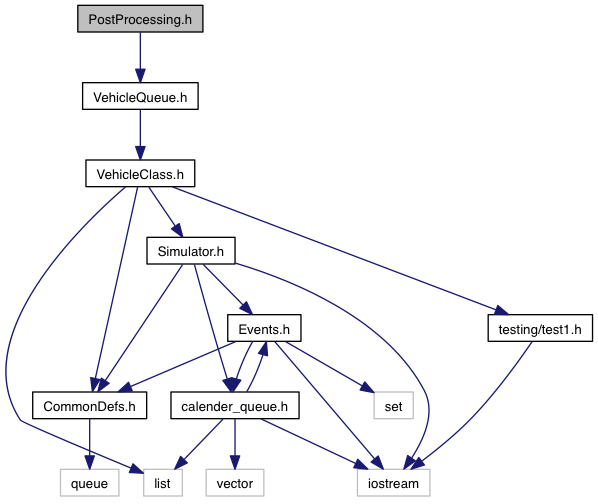 PostProcessing.h
VehicleQueue.h
VehicleClass.h
Simulator.h
Events.h
testing/test1.h
CommonDefs.h
calender_queue.h
set
queue
list
vector
iostream